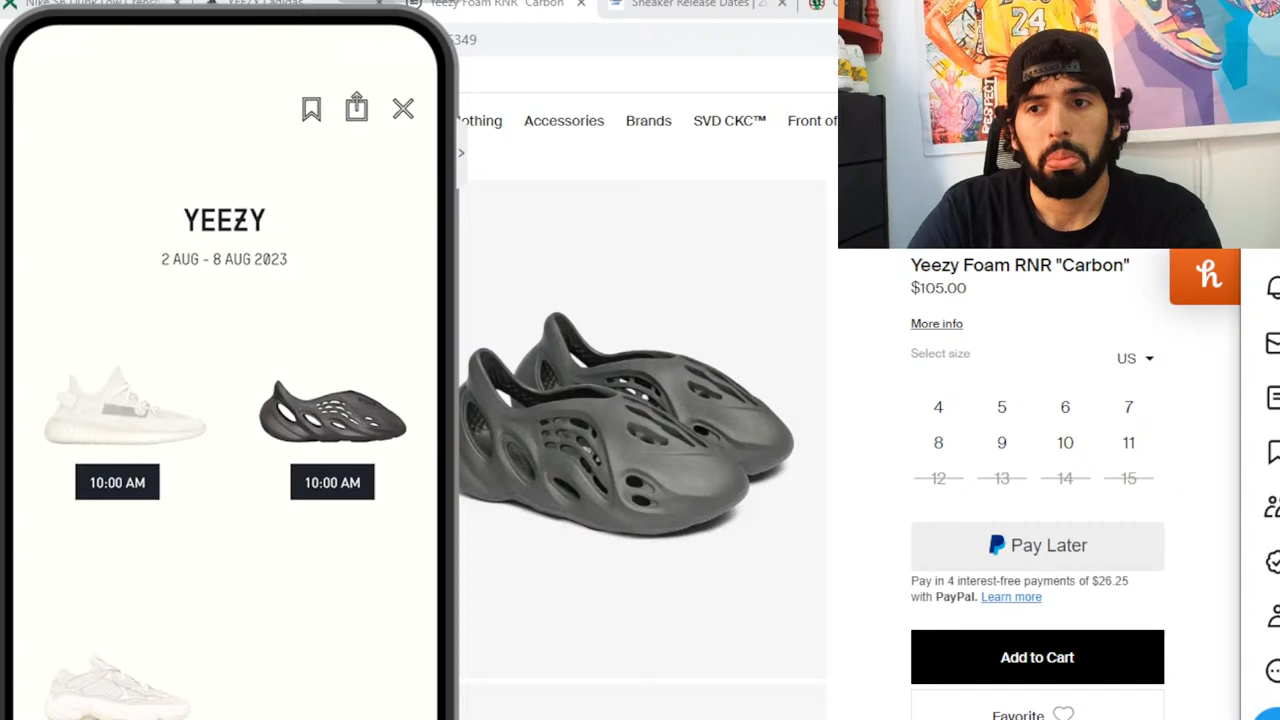 Yeezy Foam RNR "Carbon"
Sneaker Release Dates
349
othing
Accessories
Brands
SVD CKC™
Front of
>
YEEZY
2 AUG - 8 AUG 2023
10:00 AM
10:00 AM
24
RESPECT
Yeezy Foam RNR "Carbon"
$105.00
h
More info
Select size
US
4 5 6 7
8 9 10 11
12 13 14 15
Pay Later
Pay in 4 interest-free payments of $26.25
with PayPal. Learn more
Add to Cart
Favorite